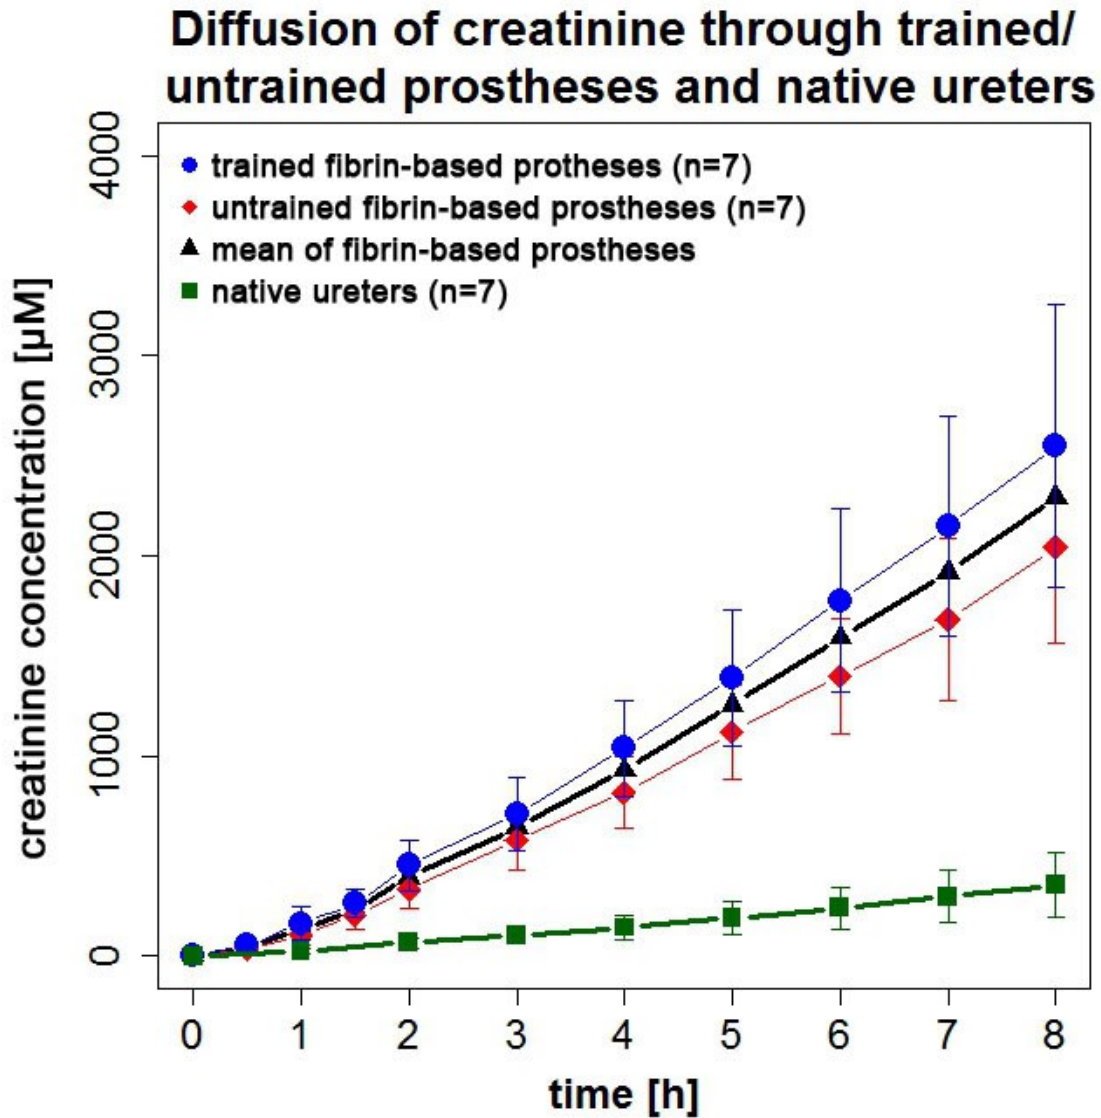 Diffusion of creatinine through trained/
untrained prostheses and native ureters
trained fibrin-based protheses (n=7)
untrained fibrin-based prostheses (n=7)
mean of fibrin-based prostheses
native ureters (n=7)
creatinine concentration [µM]
4000
3000
2000
1000
0
0 1 2 3 4 5 6 7 8
time [h]